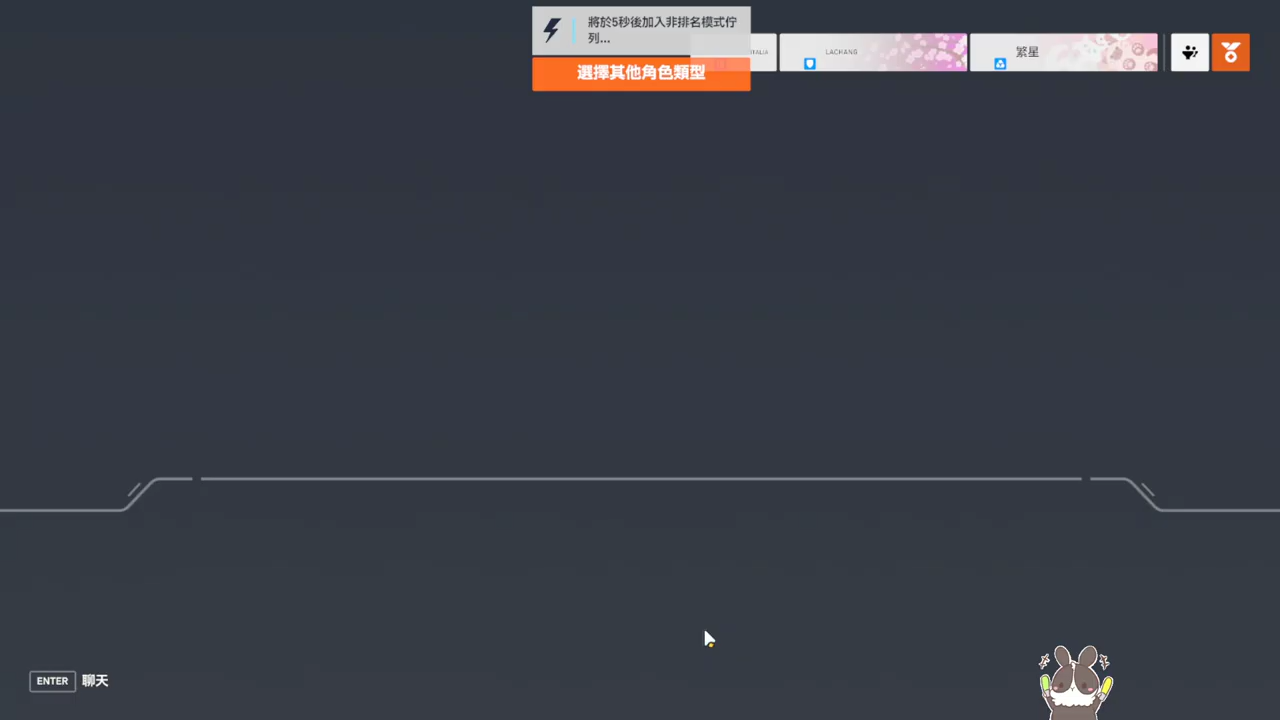 將於5秒後加入非排名模式佇
列...
選擇其他角色類型
LACHANG
繁星
ENTER 聊天